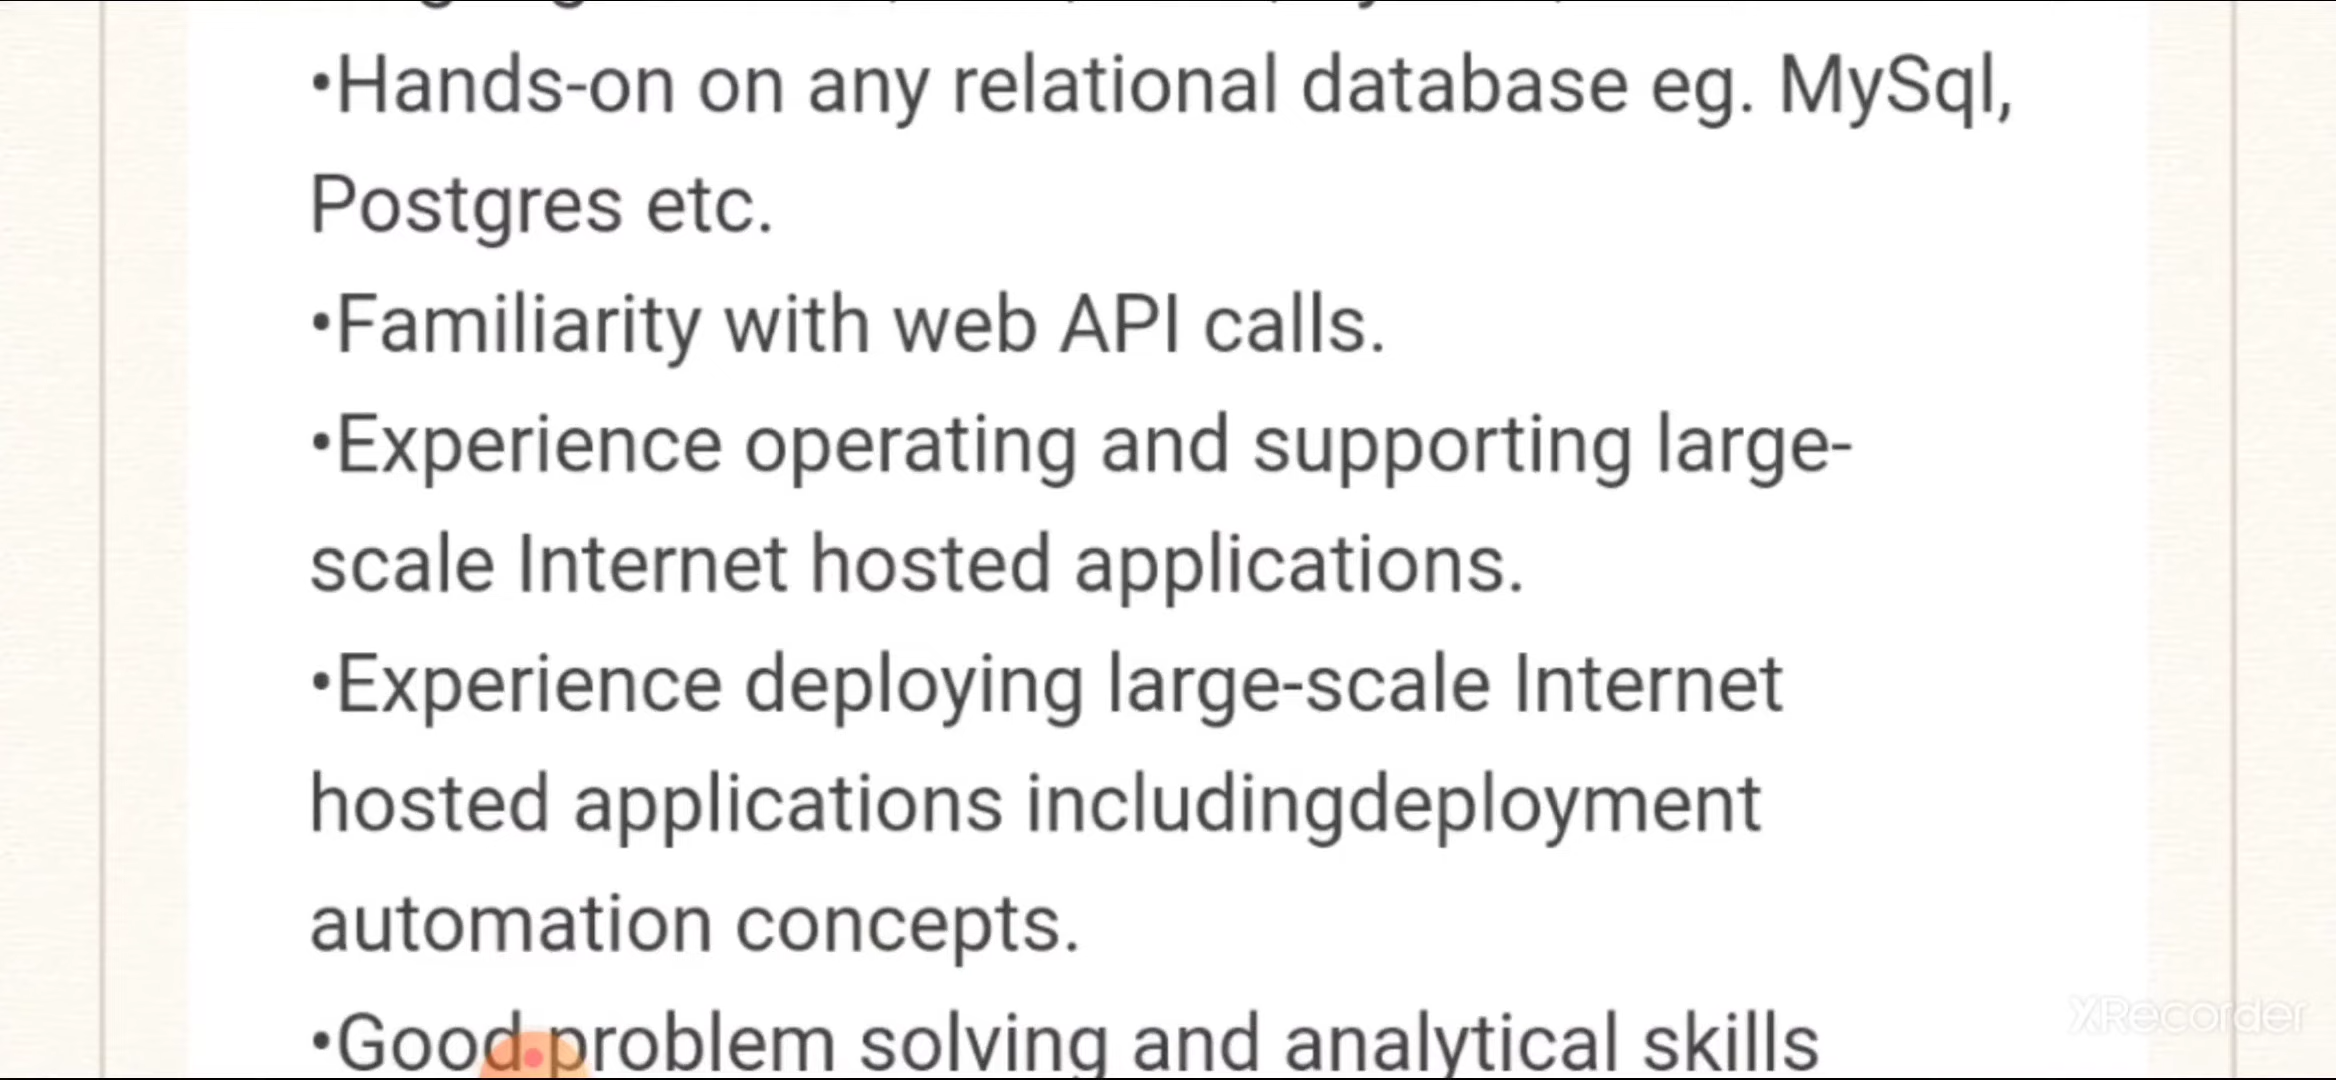 •Hands-on on any relational database eg. MySql,
Postgres etc.
•Familiarity with web API calls.
•Experience operating and supporting large-
scale Internet hosted applications.
•Experience deploying large-scale Internet
hosted applications includingdeployment
automation concepts.
•Good problem solving and analytical skills
XRecorder